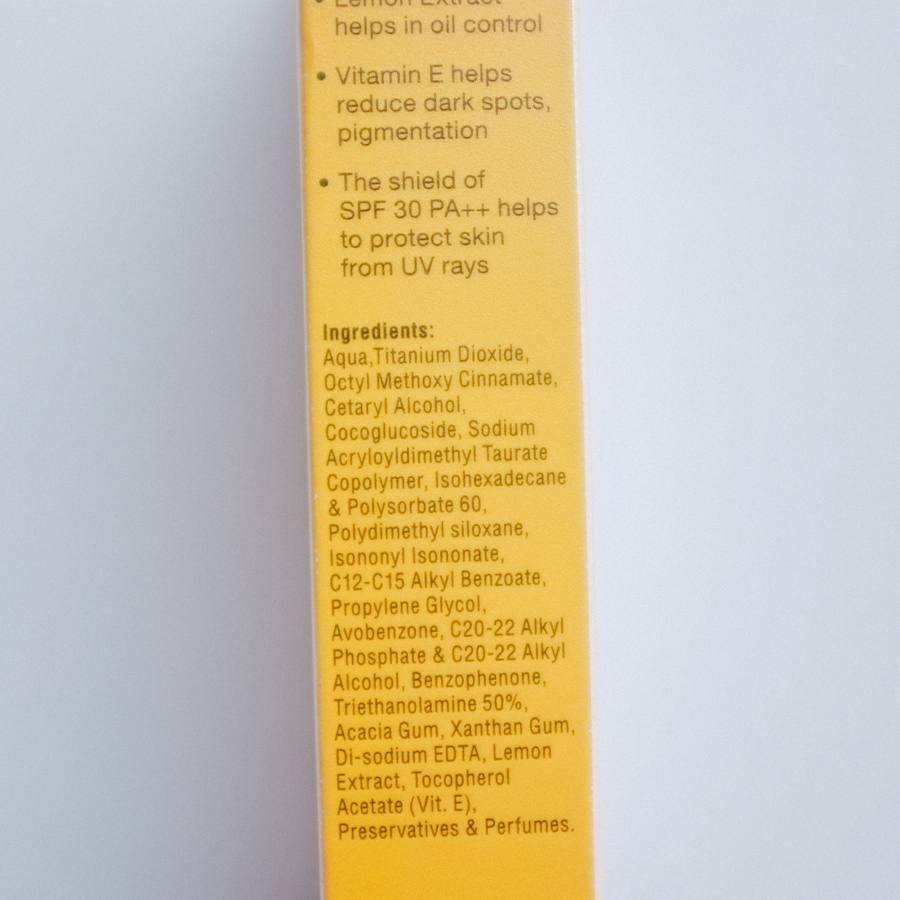 • Lemon Extract
helps in oil control
• Vitamin E helps
reduce dark spots,
pigmentation
• The shield of
SPF 30 PA++ helps
to protect skin
from UV rays
Ingredients:
Aqua,Titanium Dioxide,
Octyl Methoxy Cinnamate,
Cetaryl Alcohol,
Cocoglucoside, Sodium
Acryloyldimethyl Taurate
Copolymer, Isohexadecane
& Polysorbate 60,
Polydimethyl siloxane,
Isononyl Isononate,
C12-C15 Alkyl Benzoate,
Propylene Glycol,
Avobenzone, C20-22 Alkyl
Phosphate & C20-22 Alkyl
Alcohol, Benzophenone,
Triethanolamine 50%,
Acacia Gum, Xanthan Gum,
Di-sodium EDTA, Lemon
Extract, Tocopherol
Acetate (Vit. E),
Preservatives & Perfumes.